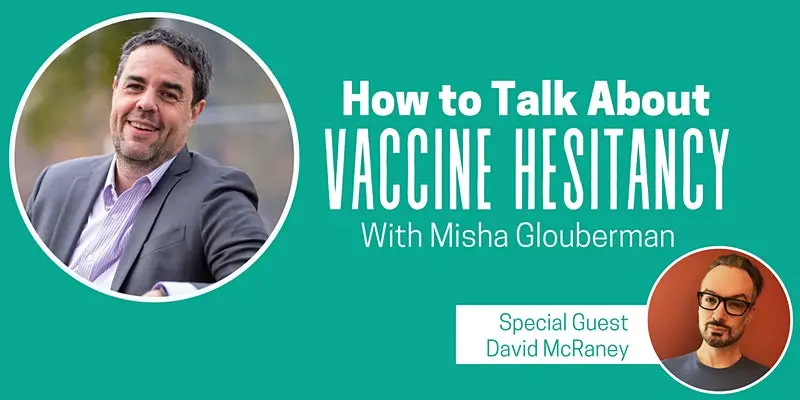 How to Talk About
VACCINE HESITANCY
With Misha Glouberman
Special Guest
David McRaney